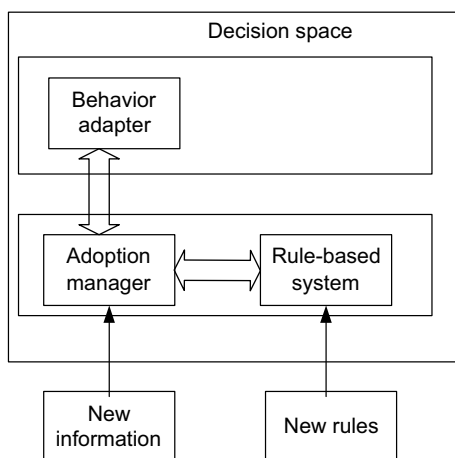 Decision space
Behavior
adapter
Adoption
manager
Rule-based
system
New
information
New rules